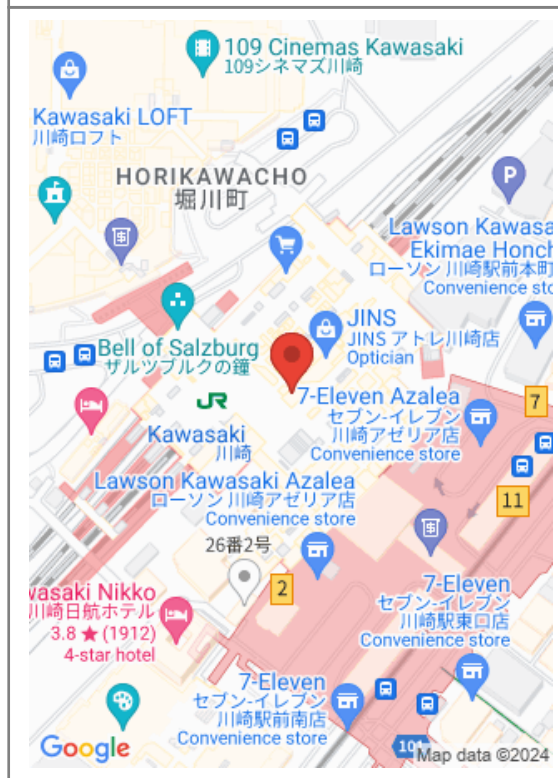 109 Cinemas Kawasaki
109シネマズ川崎
Kawasaki LOFT
川崎ロフト
HORIKAWACHO
堀川町
P
Lawson Kawasa
Ekimae Honch
ローソン 川崎駅前本町
Convenience sto
JINS
JINS アトレ川崎店
Optician
Bell of Salzburg
ザルツブルクの鐘
JR
Kawasaki
川崎
7-Eleven Azalea
セブン-イレブン
川崎アゼリア店
Convenience store
7
11
Lawson Kawasaki Azalea
ローソン 川崎アゼリア店
Convenience store
26番2号
2
wasaki Nikko
川崎日航ホテル
3.8 ★ (1912)
4-star hotel
7-Eleven
セブン-イレブン
川崎駅東口店
Convenience store
7-Eleven
セブン-イレブン
川崎駅前南店
Convenience store
Google
Map data ©2024